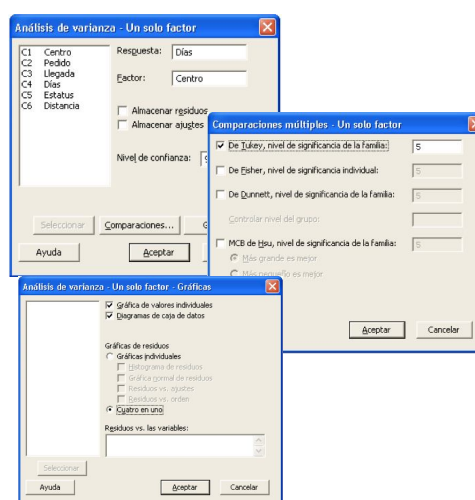 Análisis de varianza - Un solo factor
C1 Centro
C2 Pedido
C3 Llegada
C4 Días
C5 Estatus
C6 Distancia
Respuesta: Días
Factor: Centro
Almacenar residuos
Almacenar ajustes
Nivel de confianza:
Seleccionar
Comparaciones...
G
Ayuda
Aceptar
Comparaciones múltiples - Un solo factor
De Tukey, nivel de significancia de la familia: 5
De Fisher, nivel de significancia individual: 5
De Dunnett, nivel de significancia de la familia: 5
Controlar nivel del grupo:
MCB de Hsu, nivel de significancia de la familia: 5
Más grande es mejor
Más pequeño es mejor
Aceptar
Cancelar
Análisis de varianza - Un solo factor - Gráficas
Gráfica de valores individuales
Diagramas de caja de datos
Gráficas de residuos
Gráficas individuales
Histograma de residuos
Gráfica normal de residuos
Residuos vs. ajustes
Residuos vs. orden
Cuatro en uno
Residuos vs. las variables:
Seleccionar
Ayuda
Aceptar
Cancelar